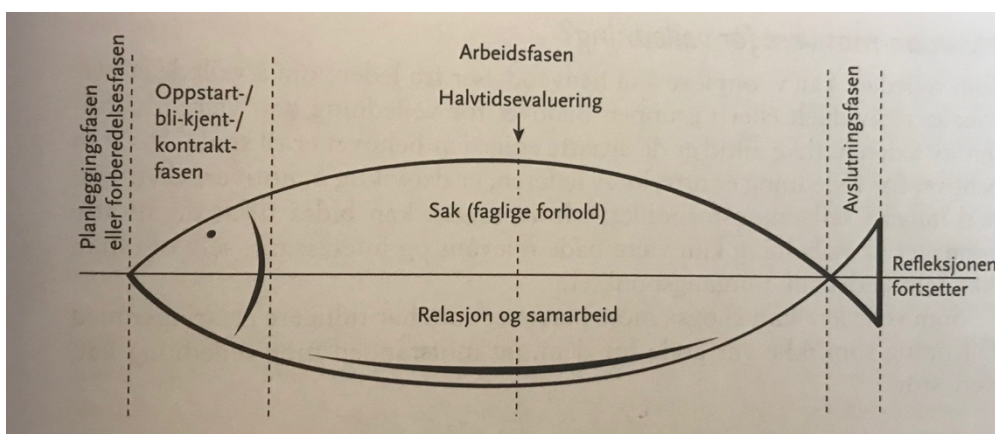 Planleggingsfasen
eller forberedelsesfasen
Oppstart-/
bli-kjent-/
kontrakt-
fasen
Arbeidsfasen
Halvtidsevaluering
Sak (faglige forhold)
Relasjon og samarbeid
Avslutningsfasen
Refleksjonen
fortsetter